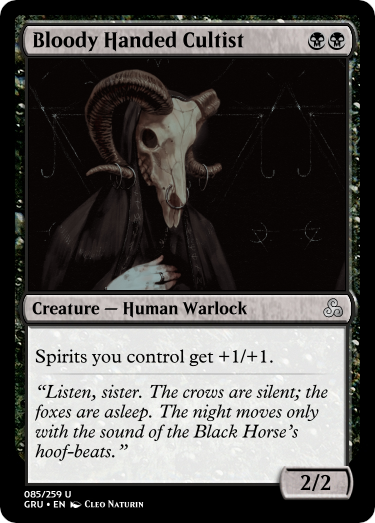 Bloody Handed Cultist
Creature — Human Warlock
Spirits you control get +1/+1.
“Listen, sister. The crows are silent; the
foxes are asleep. The night moves only
with the sound of the Black Horse’s
hoof-beats.”
2/2
085/259 U
GRU • EN Cleo Naturin